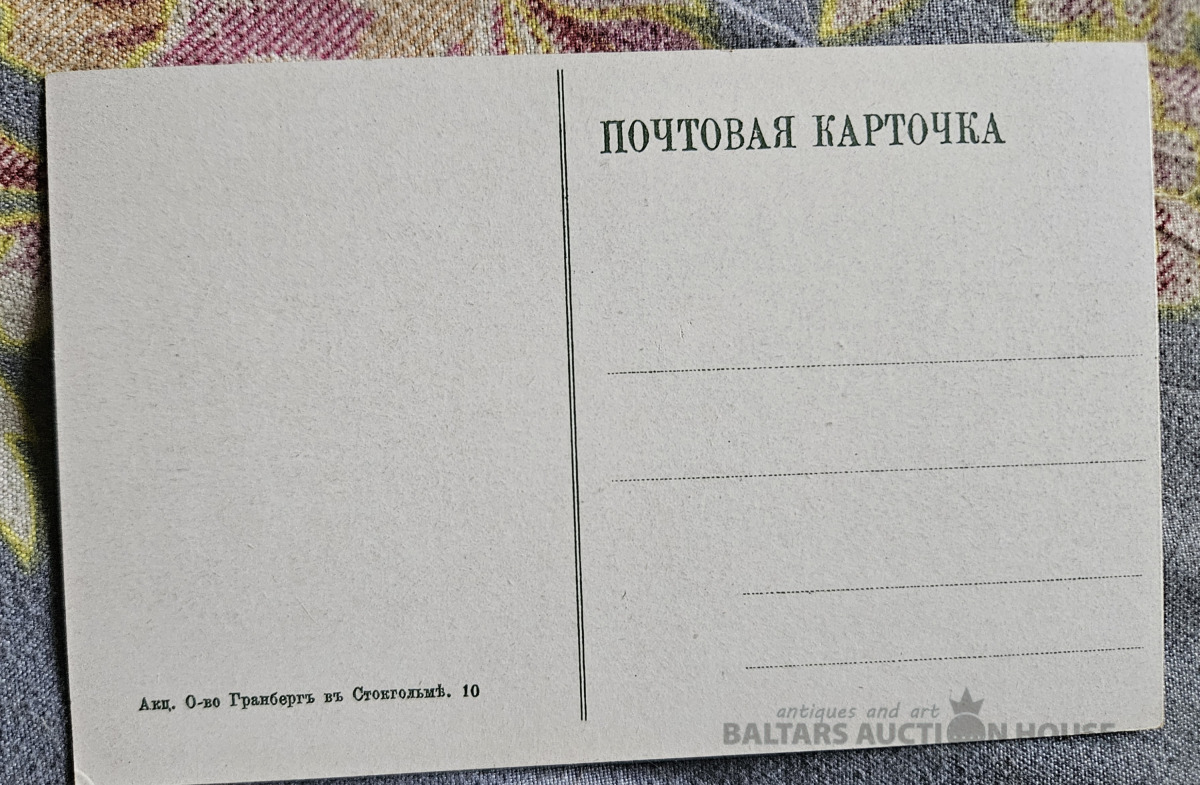 ПОЧТОВАЯ КАРТОЧКА
Акц. О-во Гранбергъ въ Стокгольмѣ. 10
antiques and art
BALTARS AUCTION HOUSE